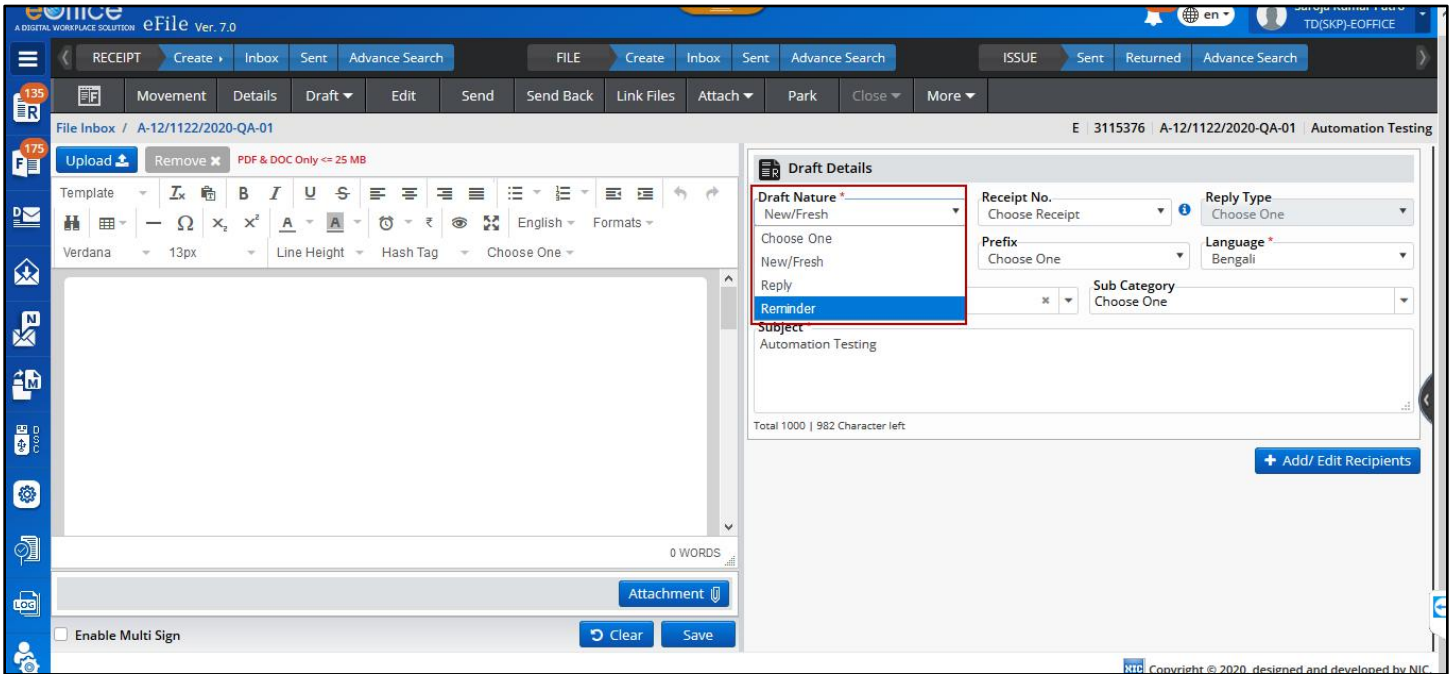 eOffice
A DIGITAL WORKPLACE SOLUTION eFile Ver. 7.0
en
TD(SKP)-EOFFICE
RECEIPT Create Inbox Sent Advance Search FILE Create Inbox Sent Advance Search ISSUE Sent Returned Advance Search
135 R
F Movement Details Draft Edit Send Send Back Link Files Attach Park Close More
File Inbox / A-12/1122/2020-QA-01 E 3115376 A-12/1122/2020-QA-01 Automation Testing
175 F
Upload Remove PDF & DOC Only <= 25 MB
Template B I U S
Ω x₂ x² A A ₹ English Formats
Verdana 13px Line Height Hash Tag Choose One
0 WORDS
Attachment
Enable Multi Sign Clear Save
R Draft Details
Draft Nature * Receipt No. Reply Type
New/Fresh Choose Receipt Choose One
Choose One
New/Fresh
Reply
Reminder
Prefix Language *
Choose One Bengali
Sub Category
Choose One
Subject *
Automation Testing
Total 1000 | 982 Character left
Add/ Edit Recipients
D
N
M
DSC
LOG
NIC Copyright © 2020, designed and developed by NIC.